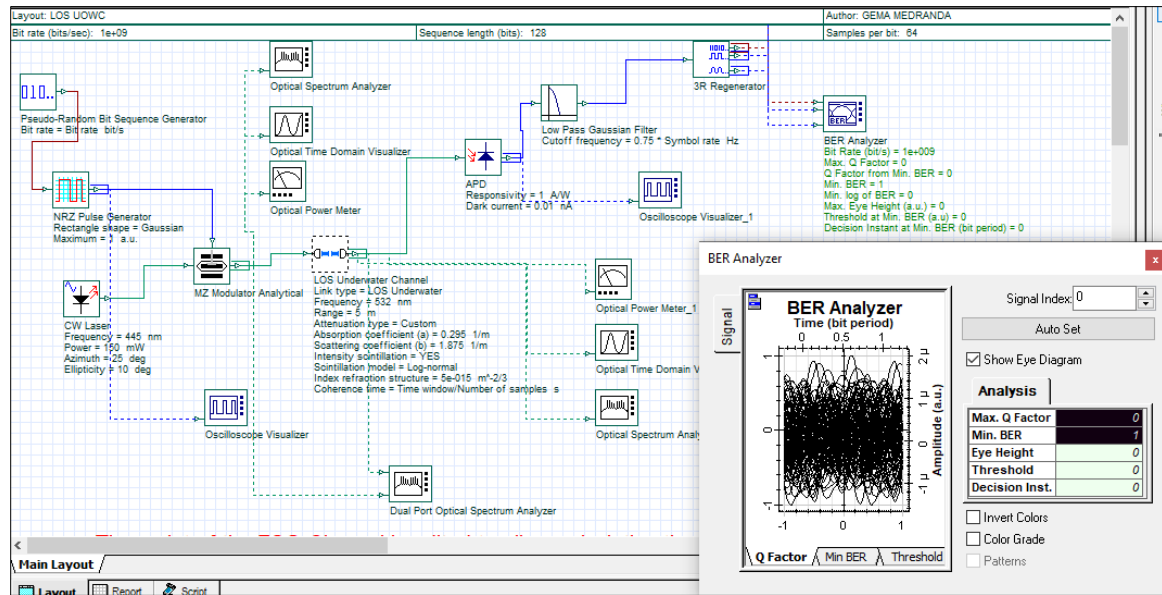 Layout: LOS UOWC
Author: GEMA MEDRANDA
Bit rate (bits/sec): 1e+09
Sequence length (bits): 128
Samples per bit: 64
Optical Spectrum Analyzer
3R Regenerator
Pseudo-Random Bit Sequence Generator
Bit rate = Bit rate bit/s
Low Pass Gaussian Filter
Cutoff frequency = 0.75 * Symbol rate Hz
BER
BER Analyzer
Bit Rate (bit/s) = 1e+009
Max. Q Factor = 0
Q Factor from Min. BER = 0
Min. BER = 1
Min. log of BER = 0
Max. Eye Height (a.u.) = 0
Threshold at Min. BER (a.u) = 0
Decision Instant at Min. BER (bit period) = 0
Optical Time Domain Visualizer
APD
Responsivity = 1 A/W
Dark current = 0.01 nA
Optical Power Meter
Oscilloscope Visualizer_1
NRZ Pulse Generator
Rectangle shape = Gaussian
Maximum = 1 a.u.
MZ Modulator Analytical
LOS Underwater Channel
Link type = LOS Underwater
Frequency = 532 nm
Range = 5 m
Attenuation type = Custom
Absorption coefficient (a) = 0.295 1/m
Scattering coefficient (b) = 1.875 1/m
Intensity scintillation = YES
Scintillation model = Log-normal
Index refraction structure = 5e-015 m^-2/3
Coherence time = Time window/Number of samples s
CW Laser
Frequency = 445 nm
Power = 150 mW
Azimuth = 25 deg
Ellipticity = 10 deg
Optical Power Meter_1
Optical Time Domain V
Optical Spectrum Analy
Oscilloscope Visualizer
Dual Port Optical Spectrum Analyzer
Main Layout
Layout
Report
Script
BER Analyzer
x
Signal
BER Analyzer
Time (bit period)
0 0.5 1
1
0
-1
2 µ
1 µ
0
-1 µ
Amplitude (a.u.)
-1 0 1
Q Factor
Min BER
Threshold
Signal Index: 0
Auto Set
Show Eye Diagram
Analysis
Max. Q Factor 0
Min. BER 1
Eye Height 0
Threshold 0
Decision Inst. 0
Invert Colors
Color Grade
Patterns